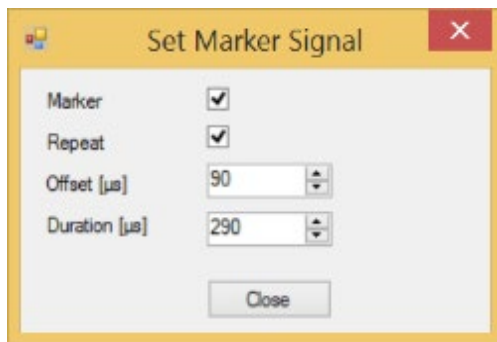 Set Marker Signal
Marker
Repeat
Offset [µs] 90
Duration [µs] 290
Close